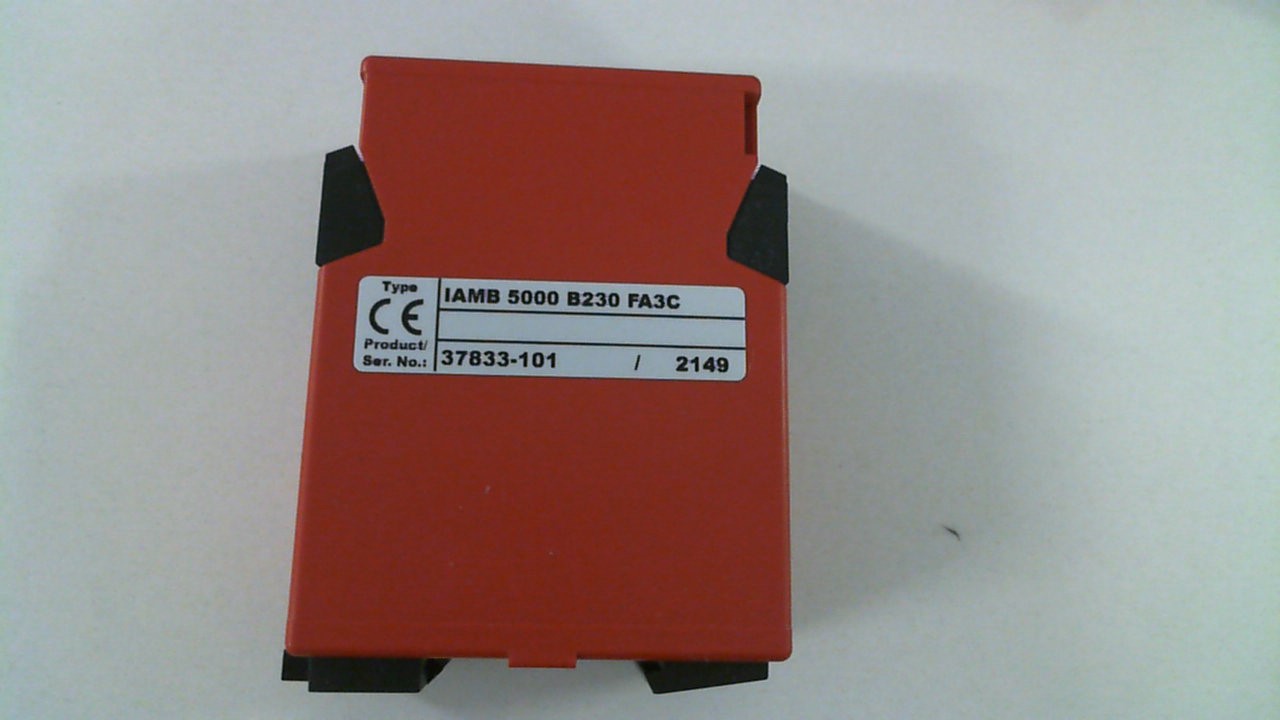 Type
IAMB 5000 B230 FA3C
CE
Product/
Ser. No.: 37833-101 / 2149